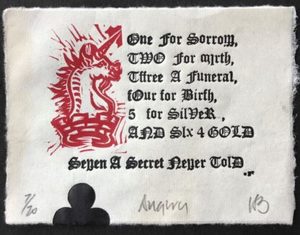 One For Sorrow,
TWO For mirth,
Tfree A Funeral,
fOur for Birth,
5 for SilVeR ,
AND SIx 4 GOLD
Seven A Secret Never TolD
7/20 Augury